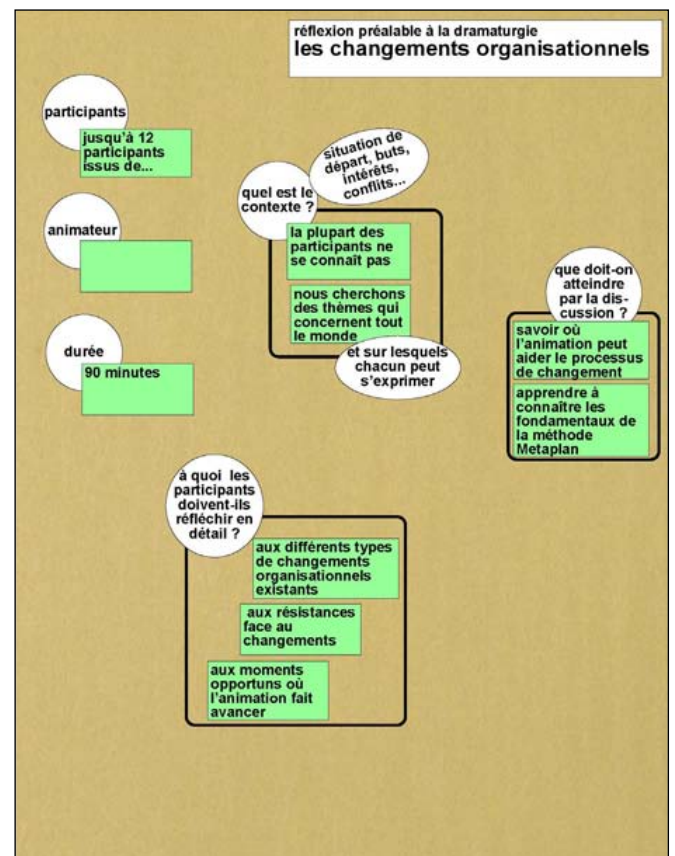 réflexion préalable à la dramaturgie
les changements organisationnels
participants
jusqu'à 12
participants
issus de...
animateur
durée
90 minutes
situation de
départ, buts,
intérêts,
conflits...
quel est le
contexte ?
la plupart des
participants ne
se connaît pas
nous cherchons
des thèmes qui
concernent tout
le monde
et sur lesquels
chacun peut
s'exprimer
que doit-on
atteindre
par la dis-
cussion ?
savoir où
l'animation peut
aider le processus
de changement
apprendre à
connaître les
fondamentaux de
la méthode
Metaplan
à quoi les
participants
doivent-ils
réfléchir en
détail ?
aux différents types
de changements
organisationnels
existants
aux résistances
face au
changements
aux moments
opportuns où
l'animation fait
avancer